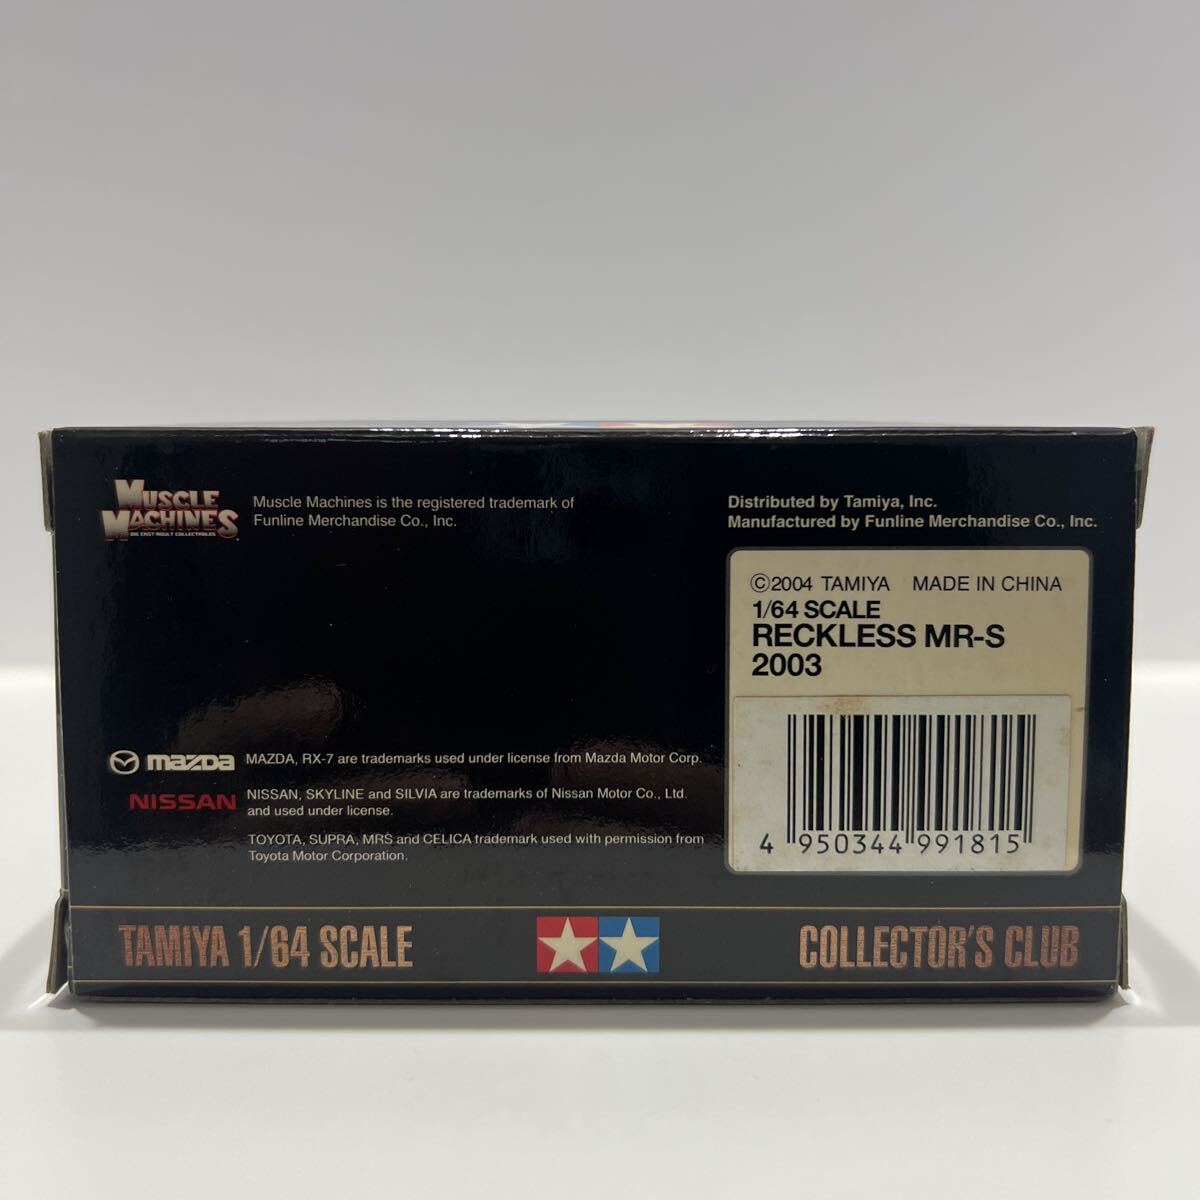 MUSCLE
MACHINES
DIE CAST ADULT COLLECTABLES
Muscle Machines is the registered trademark of
Funline Merchandise Co., Inc.
Distributed by Tamiya, Inc.
Manufactured by Funline Merchandise Co., Inc.
©2004 TAMIYA MADE IN CHINA
1/64 SCALE
RECKLESS MR-S
2003
4 950344 991815
mazda MAZDA, RX-7 are trademarks used under license from Mazda Motor Corp.
NISSAN NISSAN, SKYLINE and SILVIA are trademarks of Nissan Motor Co., Ltd.
and used under license.
TOYOTA, SUPRA, MRS and CELICA trademark used with permission from
Toyota Motor Corporation.
TAMIYA 1/64 SCALE
COLLECTOR'S CLUB